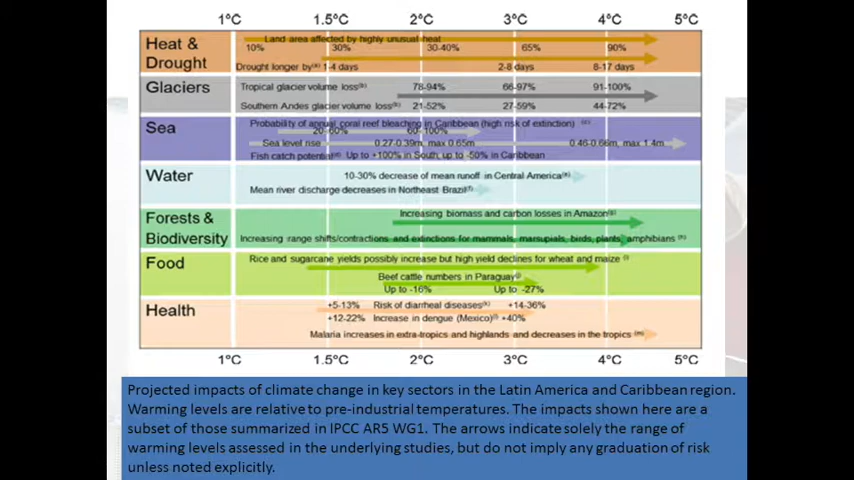 1°C 1.5°C 2°C 3°C 4°C 5°C
Heat & Drought
Land area affected by highly unusual heat
10% 30% 30-40% 65% 90%
Drought longer by(a) 1-4 days 2-8 days 8-17 days
Glaciers
Tropical glacier volume loss(b) 78-94% 66-97% 91-100%
Southern Andes glacier volume loss(b) 21-52% 27-59% 44-72%
Sea
Probability of annual coral reef bleaching in Caribbean (high risk of extinction) (c)
20-60% 60-100%
Sea level rise 0.27-0.39m, max 0.65m 0.46-0.66m, max 1.4m
Fish catch potential(d) Up to +100% in South, up to -50% in Caribbean
Water
10-30% decrease of mean runoff in Central America(e)
Mean river discharge decreases in Northeast Brazil(f)
Forests & Biodiversity
Increasing biomass and carbon losses in Amazon(g)
Increasing range shifts/contractions and extinctions for mammals, marsupials, birds, plants, amphibians (h)
Food
Rice and sugarcane yields possibly increase but high yield declines for wheat and maize (i)
Beef cattle numbers in Paraguay(j)
Up to -16% Up to -27%
Health
+5-13% Risk of diarrheal diseases(k) +14-36%
+12-22% Increase in dengue (Mexico)(l) +40%
Malaria increases in extra-tropics and highlands and decreases in the tropics (m)
1°C 1.5°C 2°C 3°C 4°C 5°C
Projected impacts of climate change in key sectors in the Latin America and Caribbean region.
Warming levels are relative to pre-industrial temperatures. The impacts shown here are a
subset of those summarized in IPCC AR5 WG1. The arrows indicate solely the range of
warming levels assessed in the underlying studies, but do not imply any graduation of risk
unless noted explicitly.